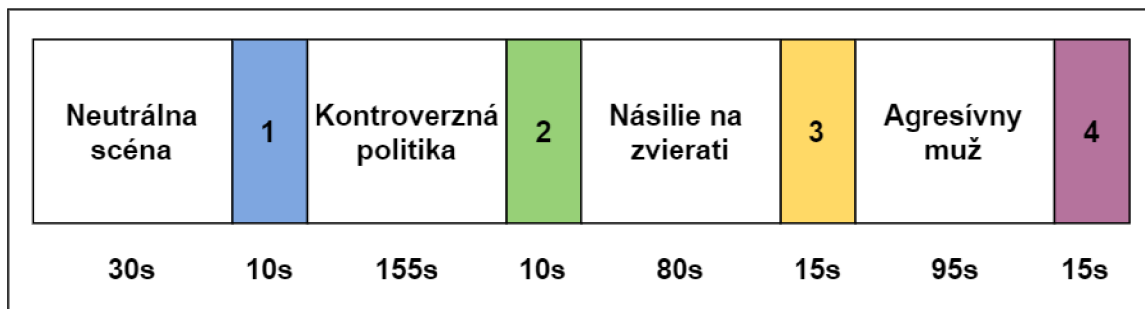 Neutrálna
scéna
1
Kontroverzná
politika
2
Násilie na
zvierati
3
Agresívny
muž
4
30s 10s 155s 10s 80s 15s 95s 15s